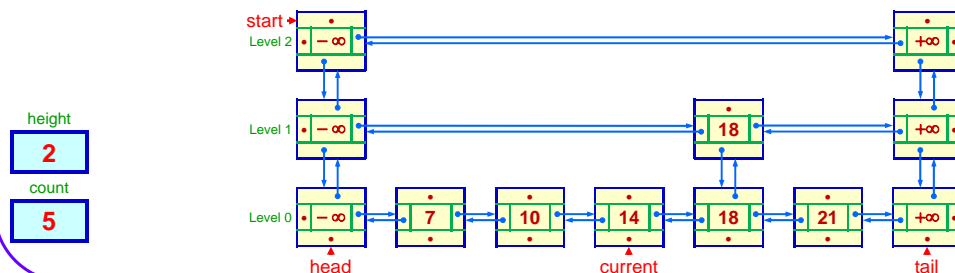 start
Level 2
− ∞
+∞
height
2
Level 1
− ∞
18
+∞
count
5
Level 0
− ∞
7
10
14
18
21
+∞
head
current
tail